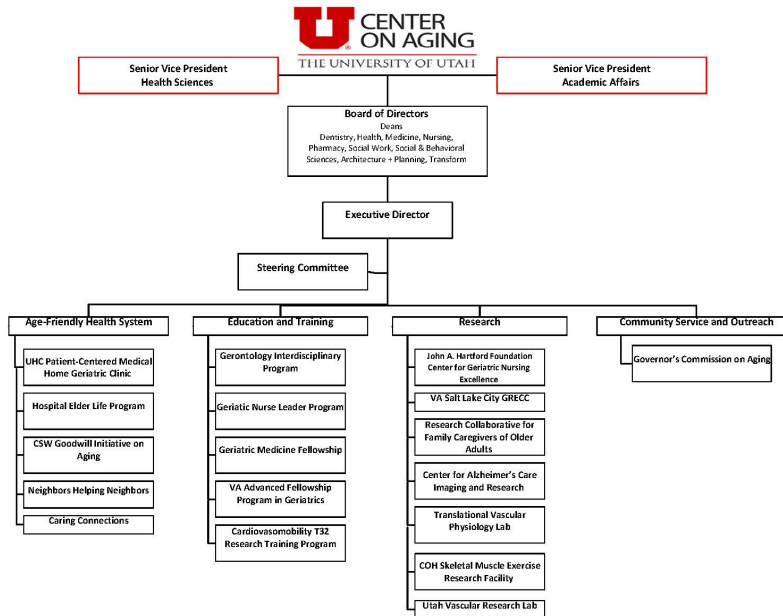 U CENTER
ON AGING
THE UNIVERSITY OF UTAH
Senior Vice President
Health Sciences
Senior Vice President
Academic Affairs
Board of Directors
Deans
Dentistry, Health, Medicine, Nursing,
Pharmacy, Social Work, Social & Behavioral
Sciences, Architecture + Planning, Transform
Executive Director
Steering Committee
Age-Friendly Health System
UHC Patient-Centered Medical
Home Geriatric Clinic
Hospital Elder Life Program
CSW Goodwill Initiative on
Aging
Neighbors Helping Neighbors
Caring Connections
Education and Training
Gerontology Interdisciplinary
Program
Geriatic Nurse Leader Program
Geriatric Medicine Fellowship
VA Advanced Fellowship
Program in Geriatrics
Cardiovasomobility T32
Research Training Program
Research
John A. Hartford Foundation
Center for Geriatric Nursing
Excellence
VA Salt Lake City GRECC
Research Collaborative for
Family Caregivers of Older
Adults
Center for Alzheimer's Care
Imaging and Research
Translational Vascular
Physiology Lab
COH Skeletal Muscle Exercise
Research Facility
Utah Vascular Research Lab
Community Service and Outreach
Governor's Commission on Aging